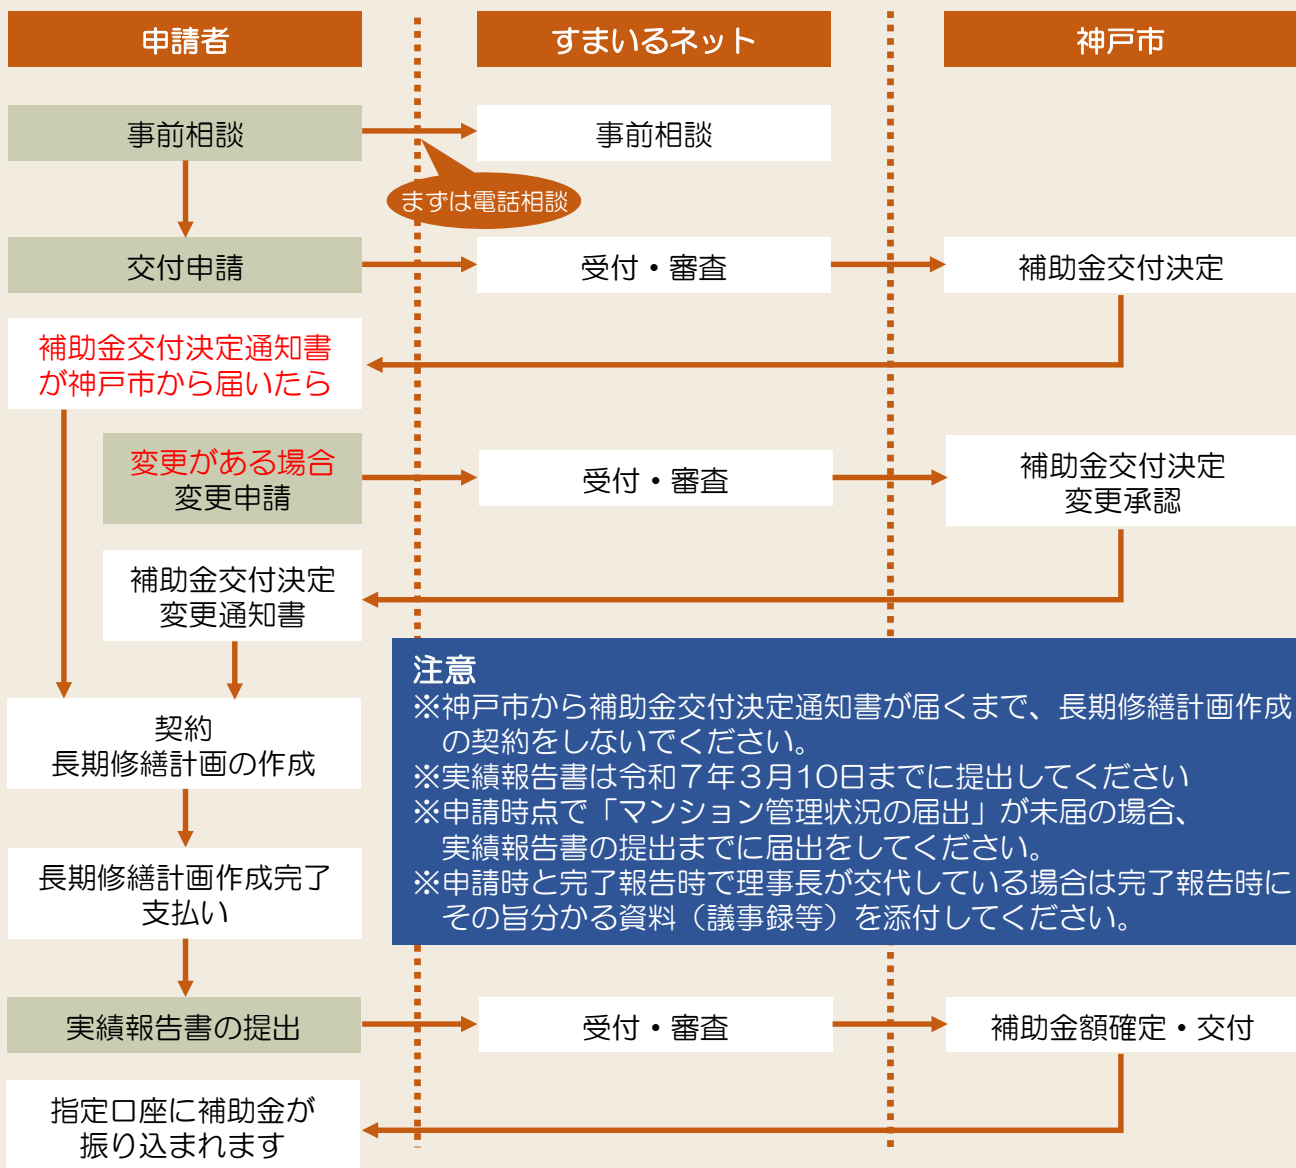 申請者
すまいるネット
神戸市
事前相談
事前相談
まずは電話相談
交付申請
受付・審査
補助金交付決定
補助金交付決定通知書
が神戸市から届いたら
変更がある場合
変更申請
受付・審査
補助金交付決定
変更承認
補助金交付決定
変更通知書
注意
※神戸市から補助金交付決定通知書が届くまで、長期修繕計画作成
の契約をしないでください。
※実績報告書は令和７年３月10日までに提出してください
※申請時点で「マンション管理状況の届出」が未届の場合、
実績報告書の提出までに届出をしてください。
※申請時と完了報告時で理事長が交代している場合は完了報告時に
その旨分かる資料（議事録等）を添付してください。
契約
長期修繕計画の作成
長期修繕計画作成完了
支払い
実績報告書の提出
受付・審査
補助金額確定・交付
指定口座に補助金が
振り込まれます